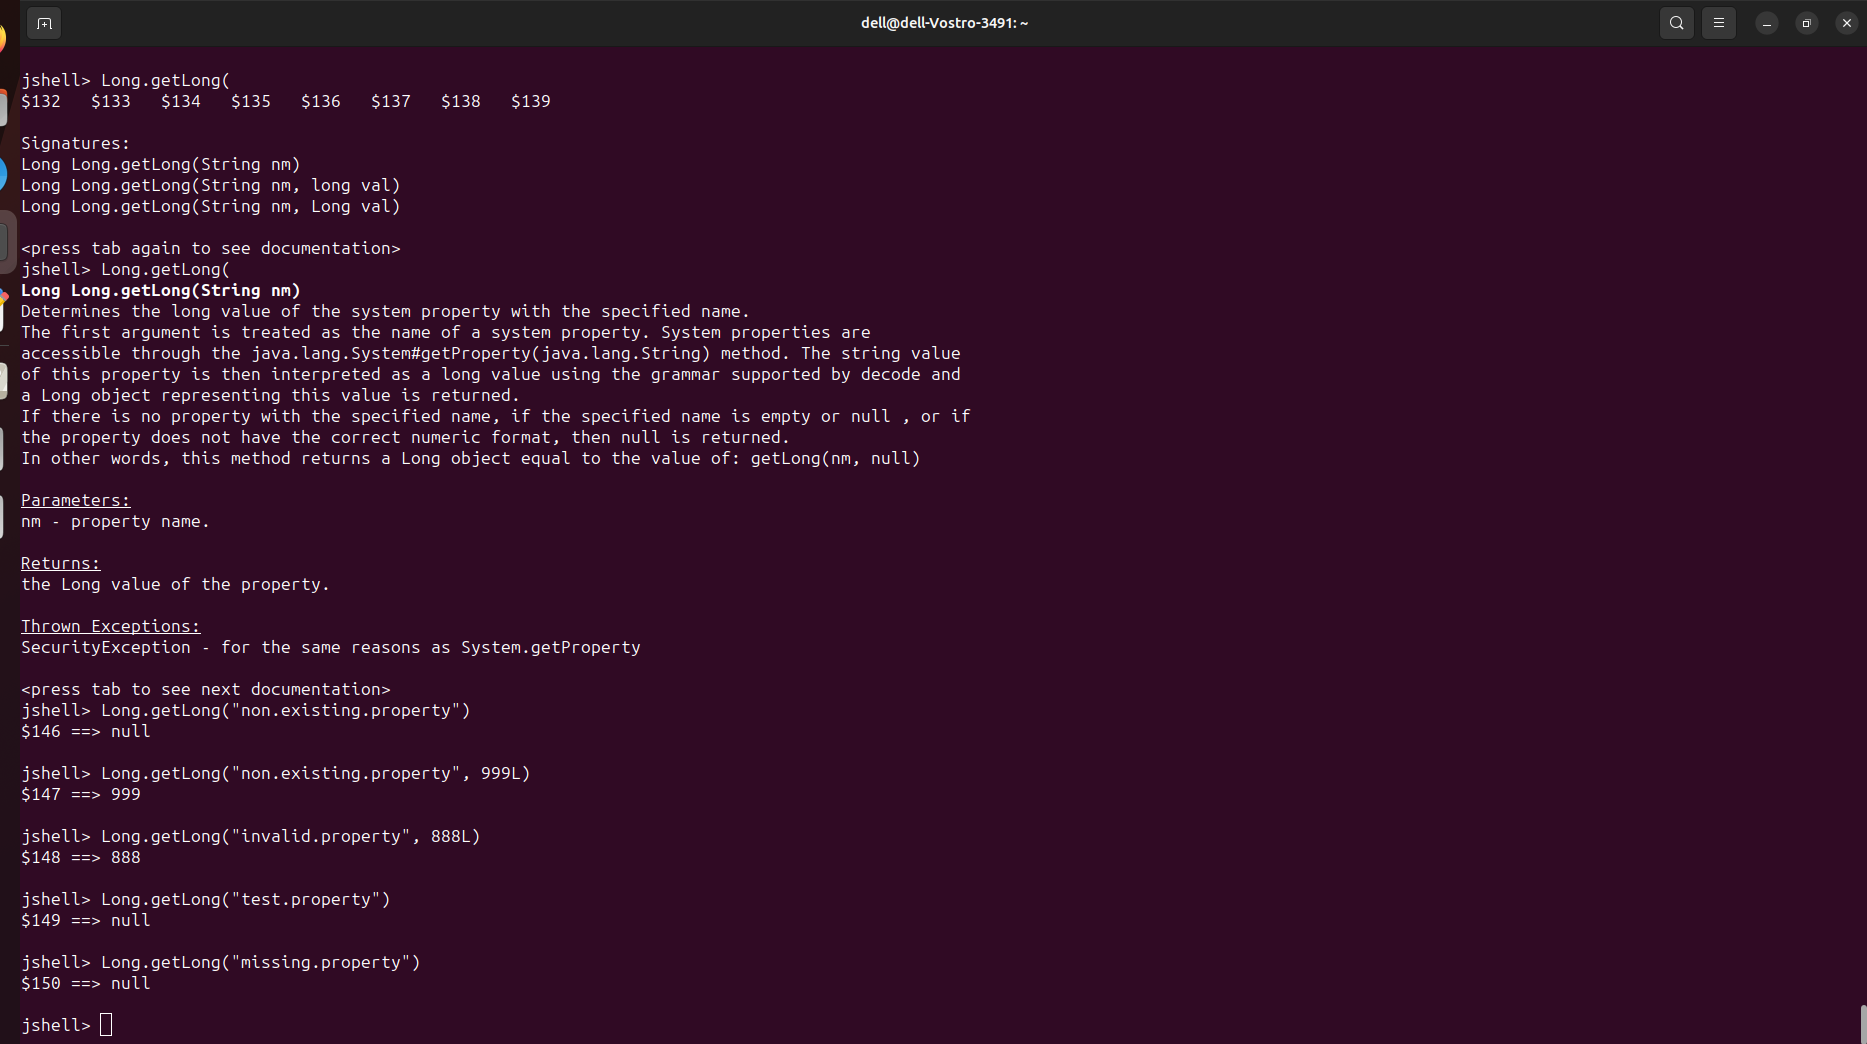 dell@dell-Vostro-3491: ~
jshell> Long.getLong(
$132   $133   $134   $135   $136   $137   $138   $139
Signatures:
Long Long.getLong(String nm)
Long Long.getLong(String nm, long val)
Long Long.getLong(String nm, Long val)
<press tab again to see documentation>
jshell> Long.getLong(
Long Long.getLong(String nm)
Determines the long value of the system property with the specified name.
The first argument is treated as the name of a system property. System properties are
accessible through the java.lang.System#getProperty(java.lang.String) method. The string value
of this property is then interpreted as a long value using the grammar supported by decode and
a Long object representing this value is returned.
If there is no property with the specified name, if the specified name is empty or null , or if
the property does not have the correct numeric format, then null is returned.
In other words, this method returns a Long object equal to the value of: getLong(nm, null)
Parameters:
nm - property name.
Returns:
the Long value of the property.
Thrown Exceptions:
SecurityException - for the same reasons as System.getProperty
<press tab to see next documentation>
jshell> Long.getLong("non.existing.property")
$146 ==> null
jshell> Long.getLong("non.existing.property", 999L)
$147 ==> 999
jshell> Long.getLong("invalid.property", 888L)
$148 ==> 888
jshell> Long.getLong("test.property")
$149 ==> null
jshell> Long.getLong("missing.property")
$150 ==> null
jshell>